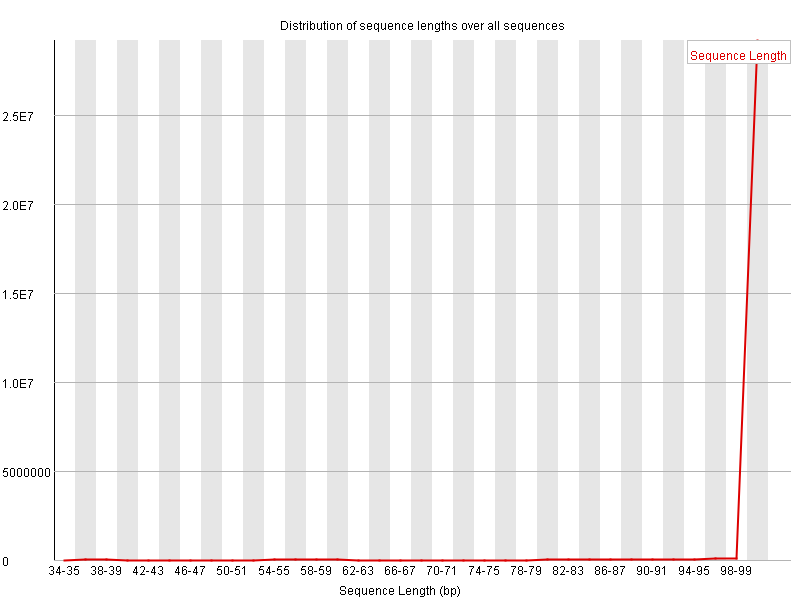 Distribution of sequence lengths over all sequences
Sequence Length
2.5E7
2.0E7
1.5E7
1.0E7
5000000
0
34-35 38-39 42-43 46-47 50-51 54-55 58-59 62-63 66-67 70-71 74-75 78-79 82-83 86-87 90-91 94-95 98-99
Sequence Length (bp)